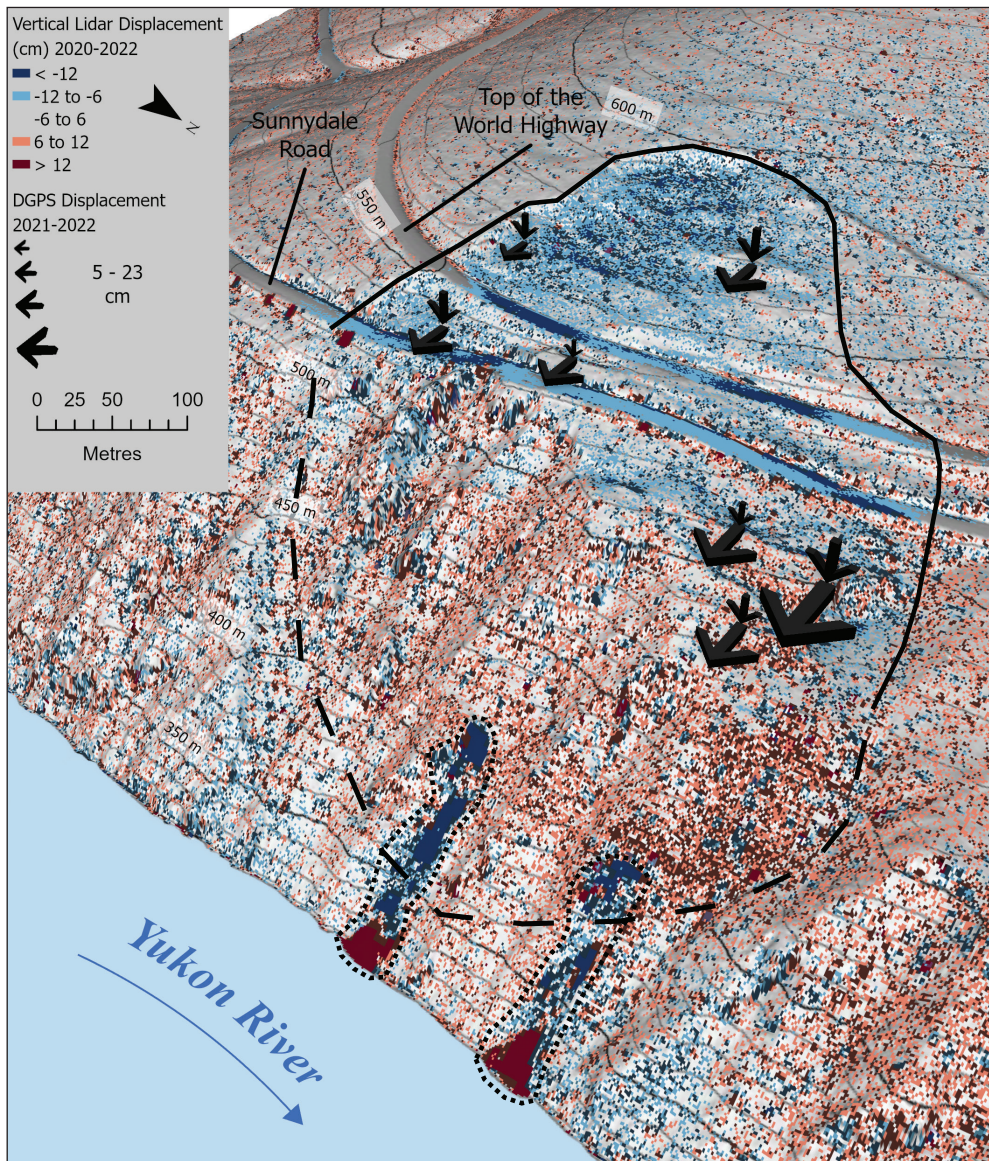 Vertical Lidar Displacement
(cm) 2020-2022
< -12
-12 to -6
-6 to 6
6 to 12
> 12
N
DGPS Displacement
2021-2022
5 - 23
cm
0 25 50 100
Metres
Sunnydale
Road
Top of the
World Highway
600 m
550 m
500 m
450 m
400 m
350 m
Yukon River